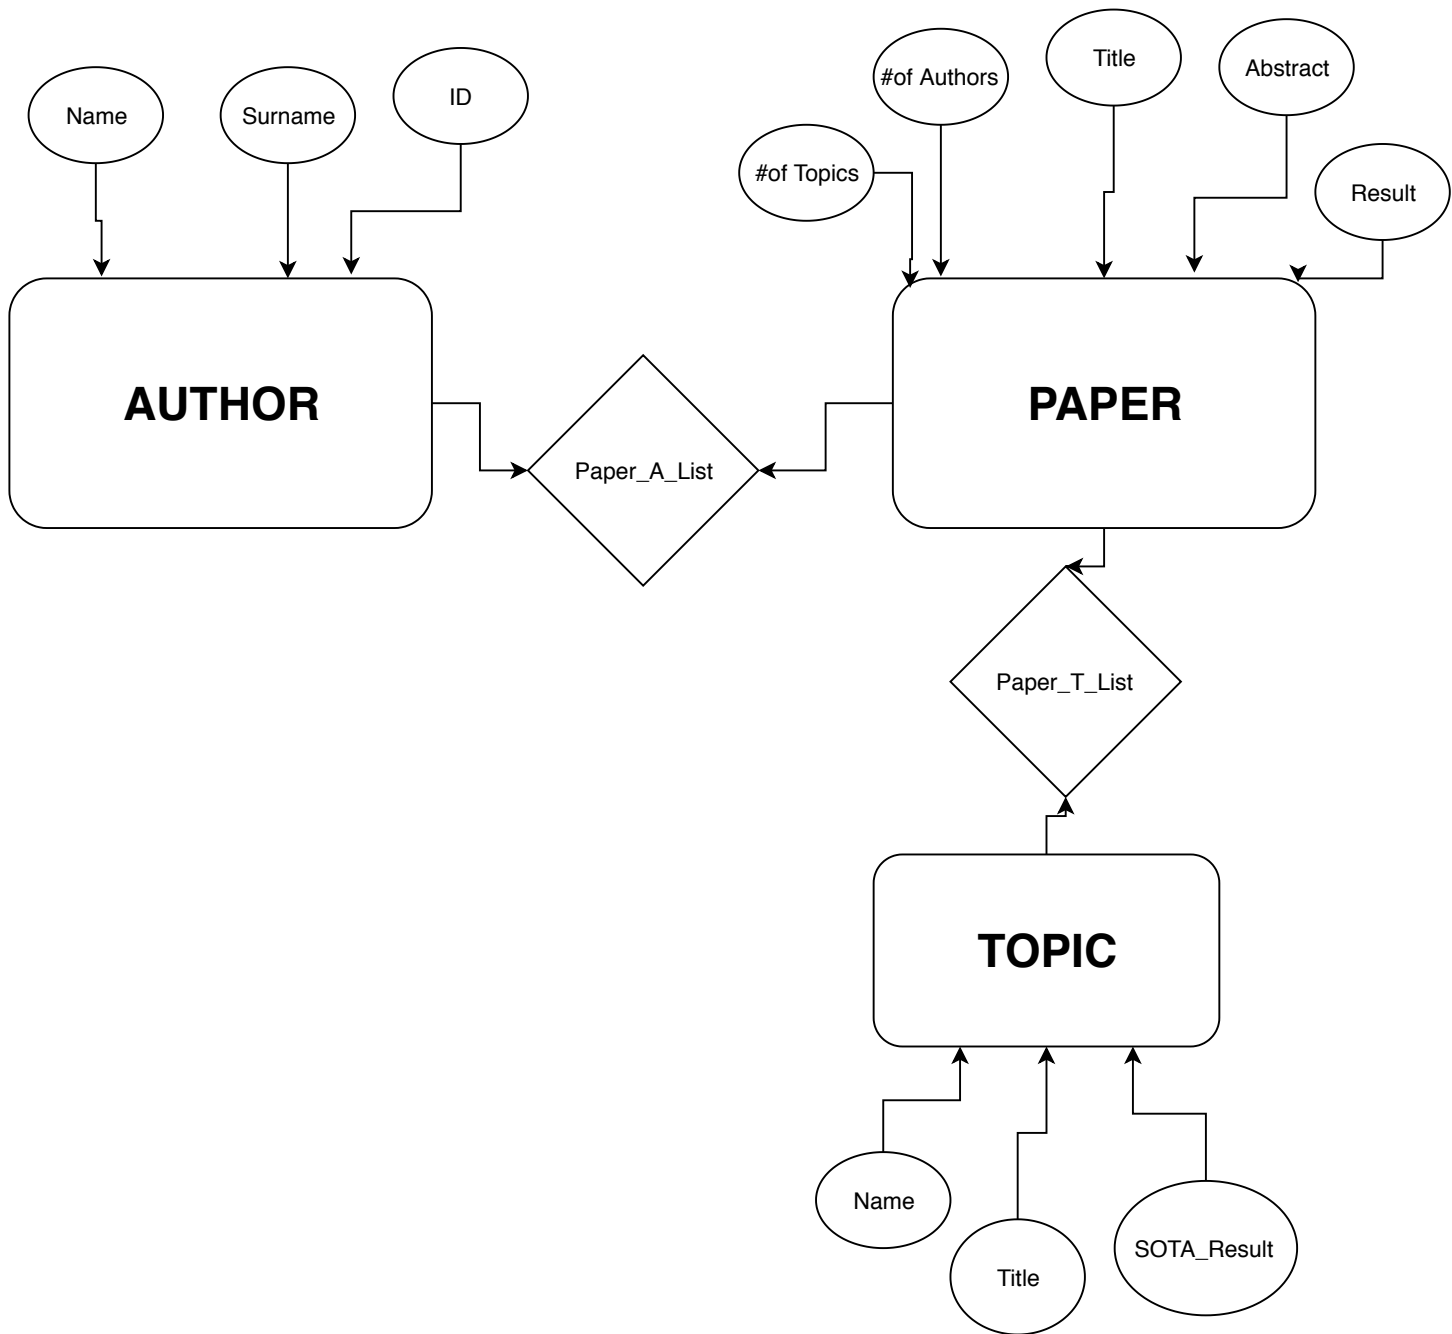 #of Authors
Title
Abstract
ID
Name
Surname
#of Topics
Result
AUTHOR
PAPER
Paper_A_List
Paper_T_List
TOPIC
Name
SOTA_Result
Title